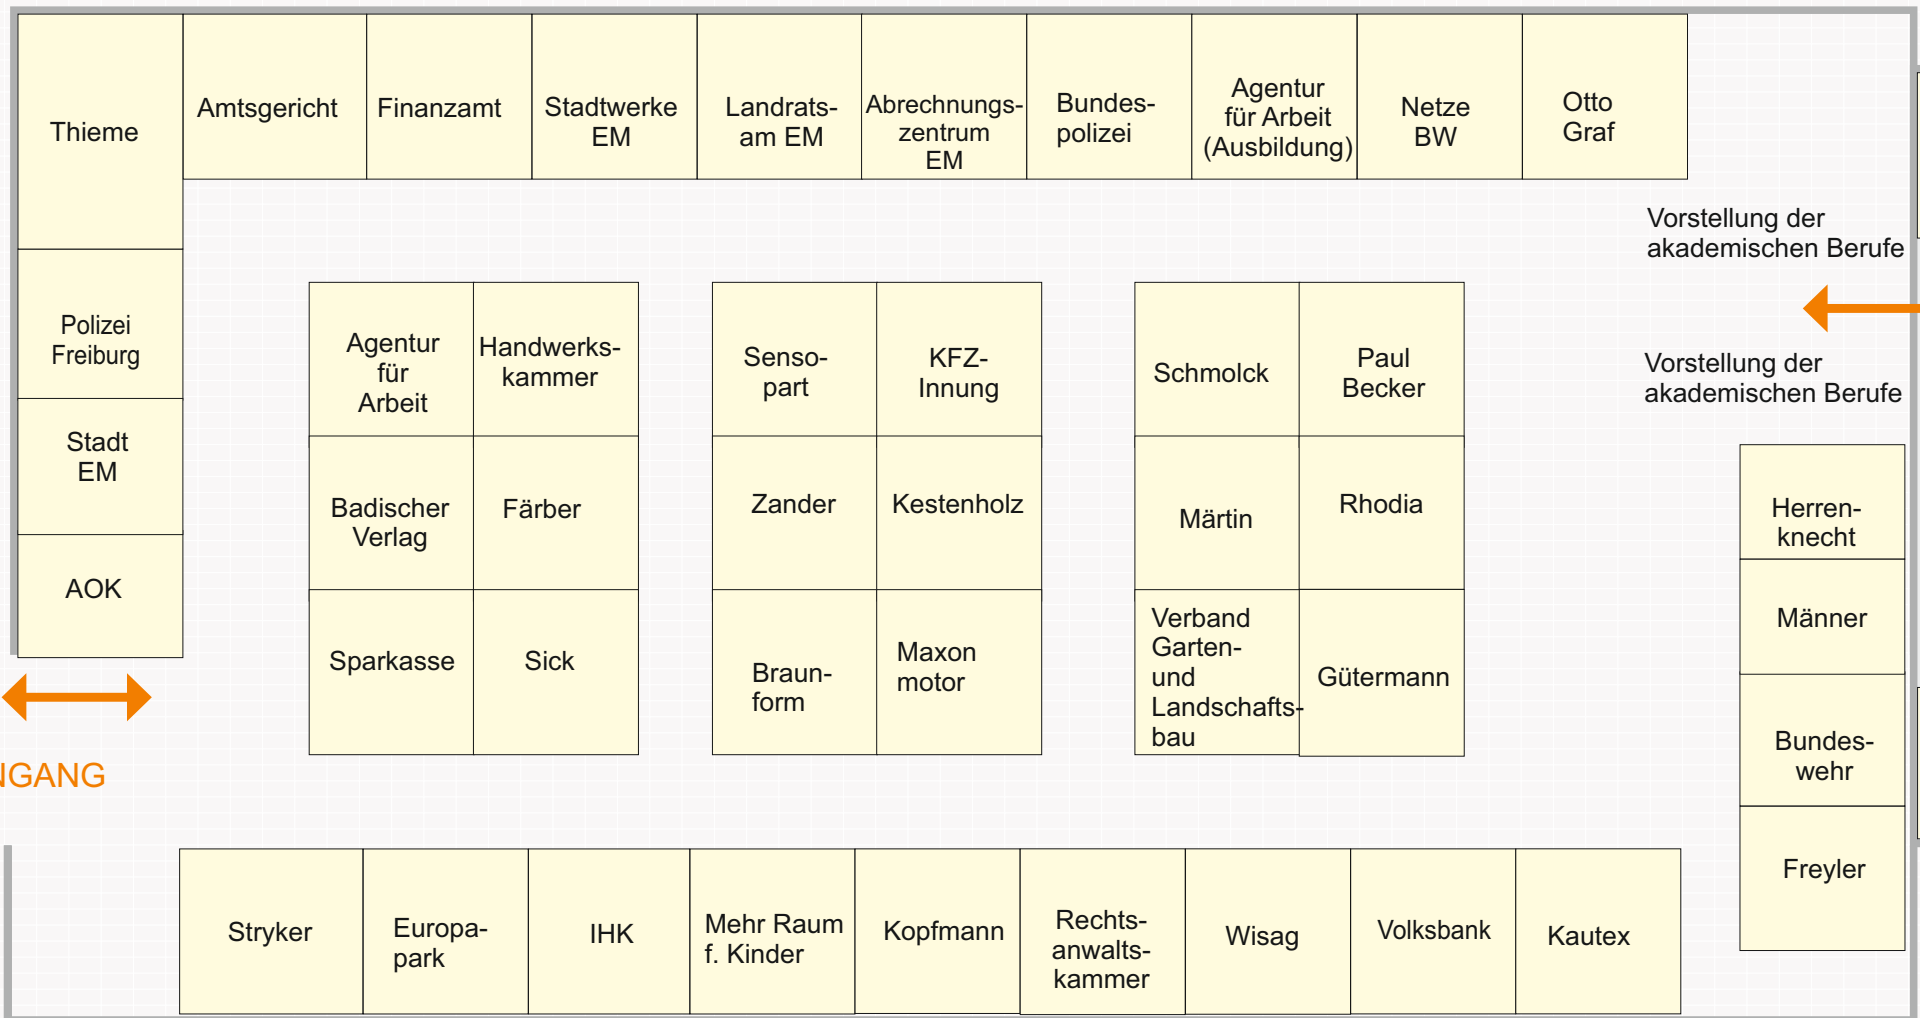 Thieme
Amtsgericht
Finanzamt
Stadtwerke
EM
Landrats-
am EM
Abrechnungs-
zentrum
EM
Bundes-
polizei
Agentur
für Arbeit
(Ausbildung)
Netze
BW
Otto
Graf
Vorstellung der
akademischen Berufe
Vorstellung der
akademischen Berufe
Polizei
Freiburg
Stadt
EM
AOK
Agentur
für
Arbeit
Handwerks-
kammer
Badischer
Verlag
Färber
Sparkasse
Sick
Senso-
part
KFZ-
Innung
Zander
Kestenholz
Braun-
form
Maxon
motor
Schmolck
Paul
Becker
Märtin
Rhodia
Verband
Garten-
und
Landschafts-
bau
Gütermann
Herren-
knecht
Männer
Bundes-
wehr
Freyler
NGANG
Stryker
Europa-
park
IHK
Mehr Raum
f. Kinder
Kopfmann
Rechts-
anwalts-
kammer
Wisag
Volksbank
Kautex